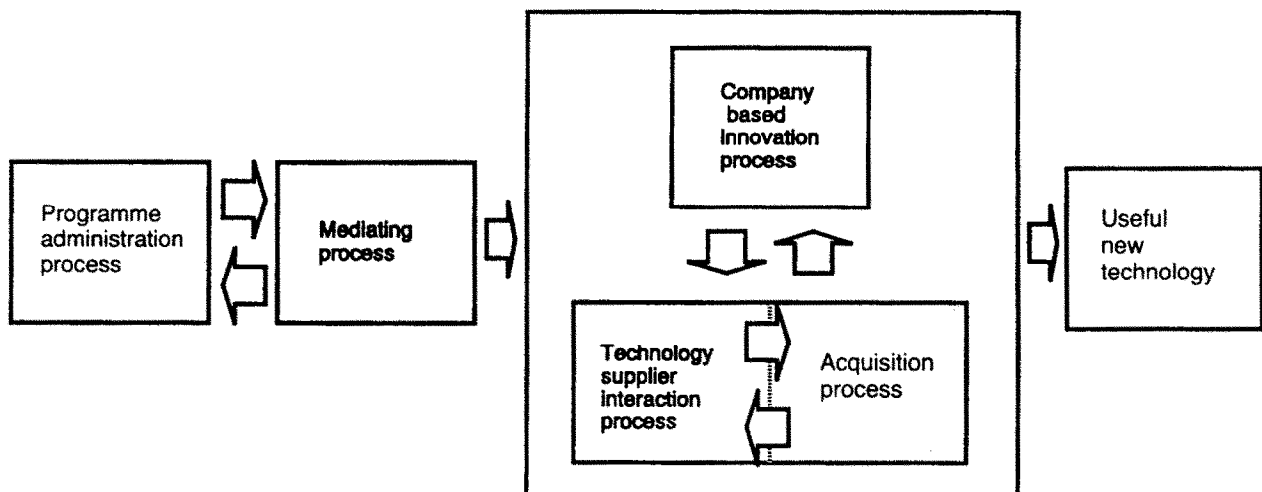 Programme
administration
process
Mediating
process
Company
based
innovation
process
Technology
supplier
interaction
process
Acquisition
process
Useful
new
technology